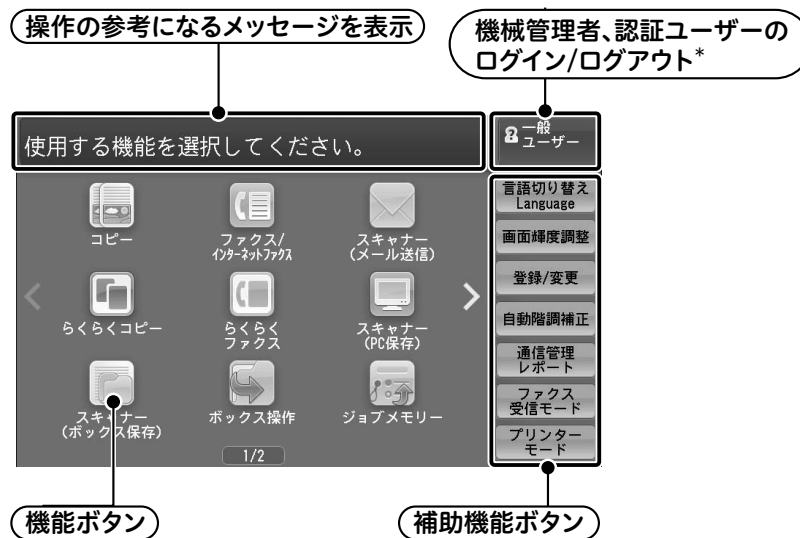 操作の参考になるメッセージを表示
機械管理者、認証ユーザーの
ログイン/ログアウト*
使用する機能を選択してください。
一般
ユーザー
コピー
ファクス/
インターネットファクス
スキャナー
(メール送信)
らくらくコピー
らくらく
ファクス
スキャナー
(PC保存)
スキャナー
(ボックス保存)
ボックス操作
ジョブメモリー
1/2
言語切り替え
Language
画面輝度調整
登録/変更
自動階調補正
通信管理
レポート
ファクス
受信モード
プリンター
モード
機能ボタン
補助機能ボタン